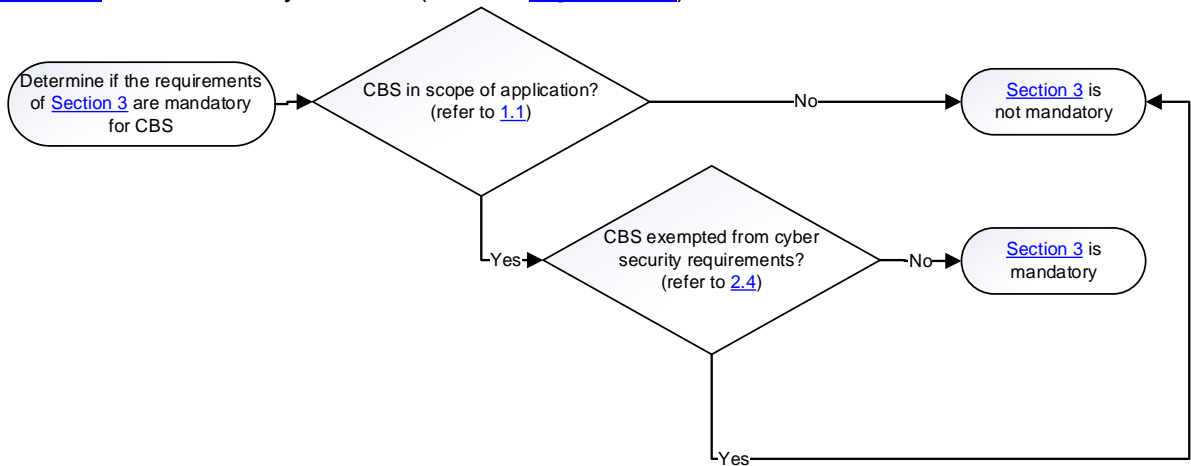 Determine if the requirements
of Section 3 are mandatory
for CBS
CBS in scope of application?
(refer to 1.1)
No
Section 3 is
not mandatory
Yes
CBS exempted from cyber
security requirements?
(refer to 2.4)
No
Section 3 is
mandatory
Yes